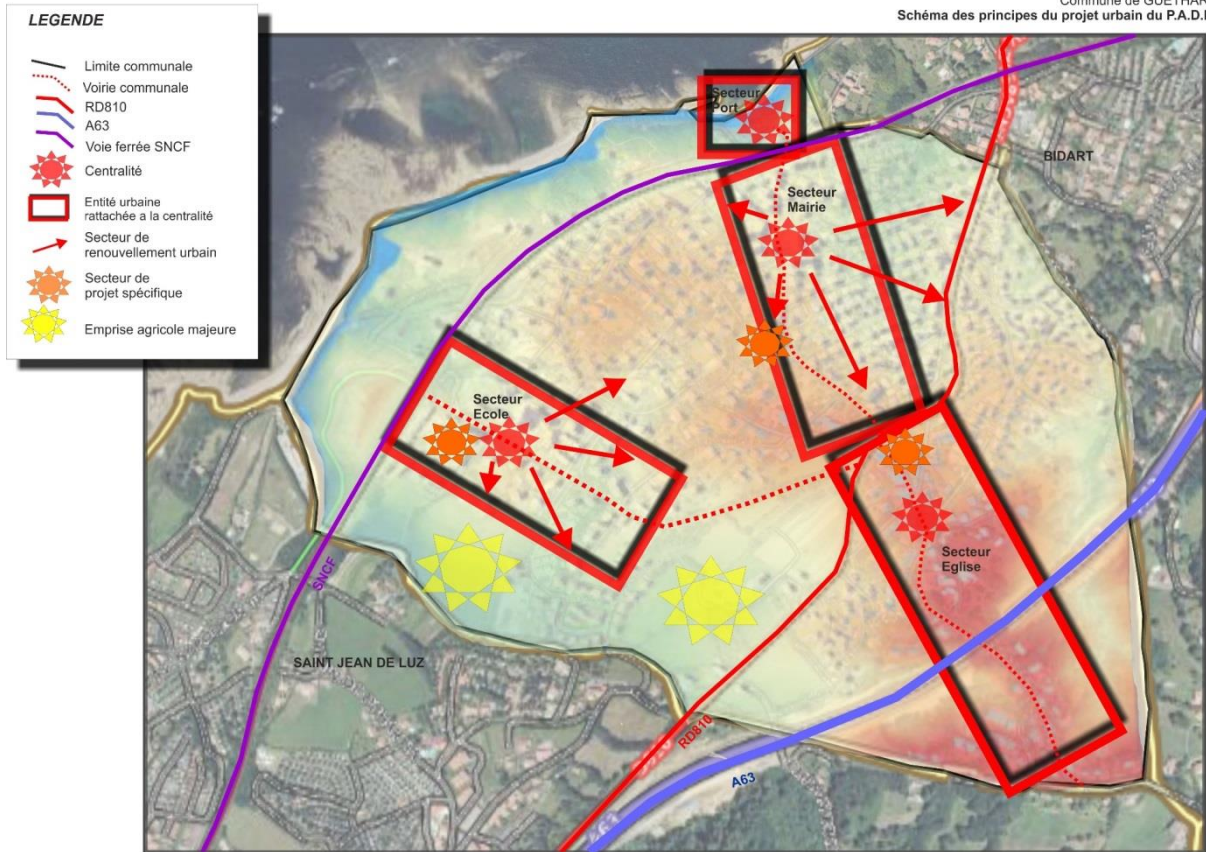 Commune de GUETHAR
Schéma des principes du projet urbain du P.A.D.
LEGENDE
Limite communale
Voirie communale
RD810
A63
Voie ferrée SNCF
Centralité
Entité urbaine
rattachée a la centralité
Secteur de
renouvellement urbain
Secteur de
projet spécifique
Emprise agricole majeure
Secteur
Port
BIDART
Secteur
Mairie
Secteur
Ecole
Secteur
Eglise
SNCF
SAINT JEAN DE LUZ
RD810
A63